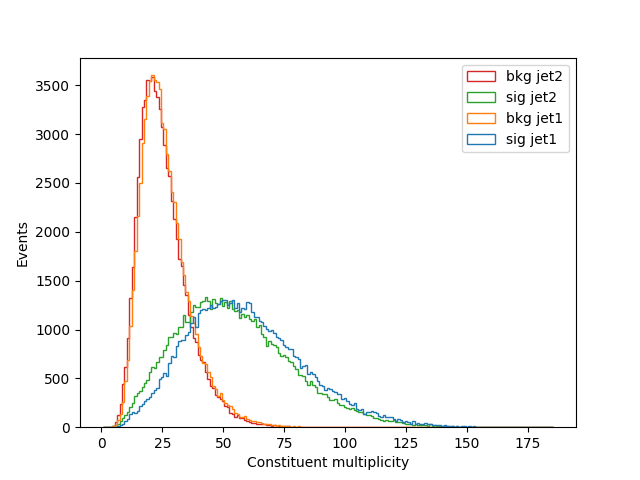 bkg jet2
sig jet2
bkg jet1
sig jet1
3500
3000
2500
2000
1500
1000
500
0
Events
0 25 50 75 100 125 150 175
Constituent multiplicity